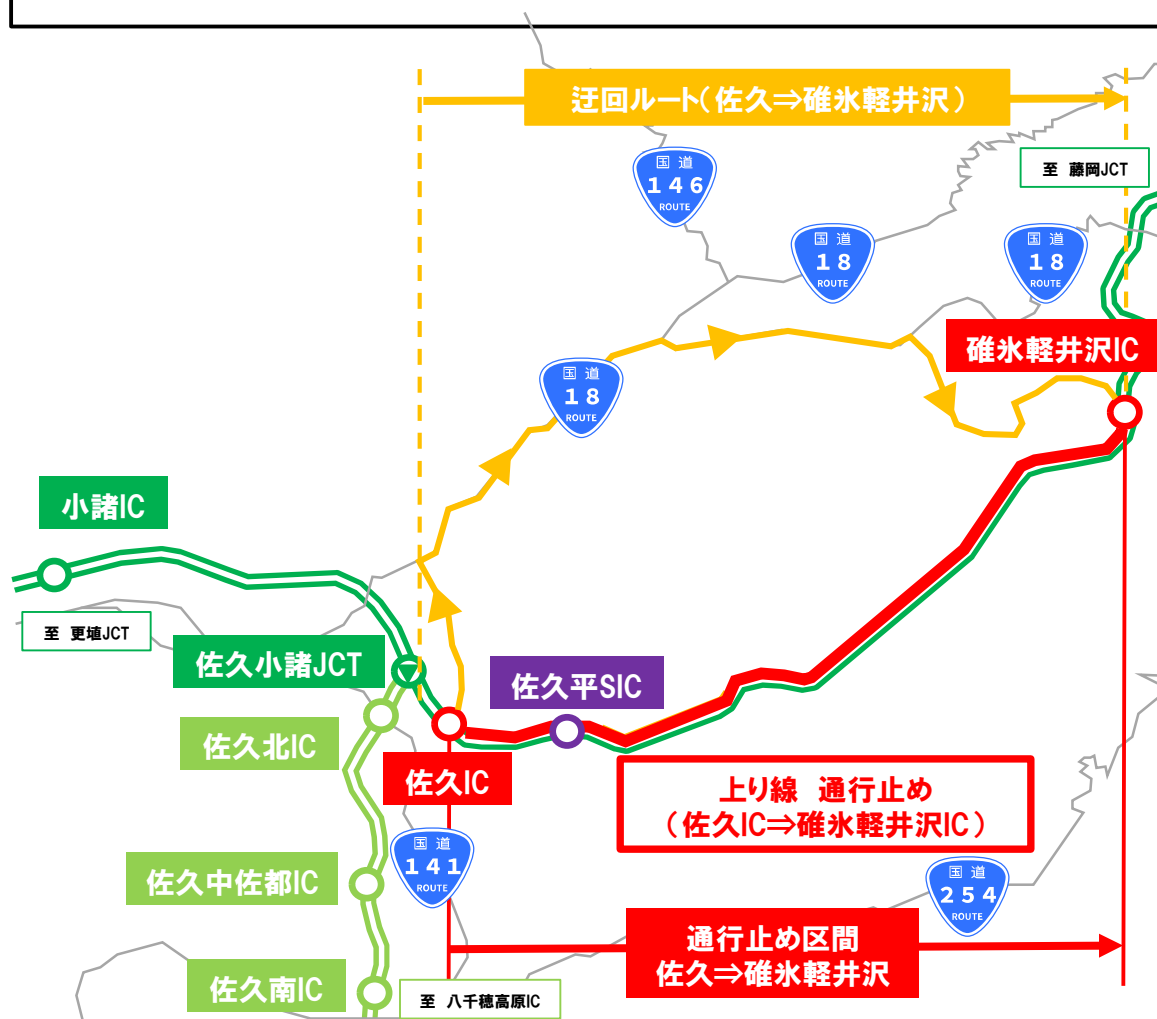 迂回ルート(佐久⇒碓氷軽井沢)
国道
146
ROUTE
至 藤岡JCT
国道
18
ROUTE
国道
18
ROUTE
碓氷軽井沢IC
国道
18
ROUTE
小諸IC
至 更埴JCT
佐久小諸JCT
佐久平SIC
佐久北IC
佐久IC
上り線 通行止め
(佐久IC⇒碓氷軽井沢IC)
国道
141
ROUTE
佐久中佐都IC
国道
254
ROUTE
通行止め区間
佐久⇒碓氷軽井沢
佐久南IC
至 八千穂高原IC